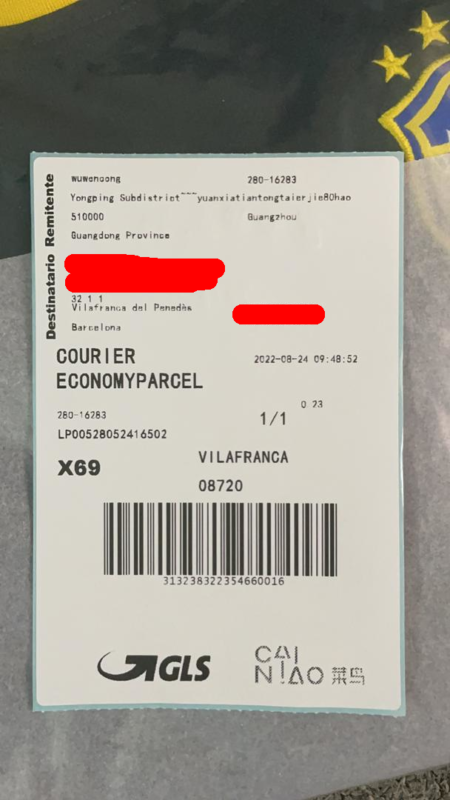 Destinatario Remitente
wuwencong 280-16283
Yongping Subdistrict~~~yuanxiatiantongtaierjie80hao
510000 Guangzhou
Guangdong Province
32 1 1
Vilafranca del Penedès
Barcelona
COURIER
ECONOMYPARCEL
2022-08-24 09:48:52
280-16283
LP00528052416502
0.23
1/1
X69
VILAFRANCA
08720
313238322354660016
GLS
CAI
NIAO 菜鸟